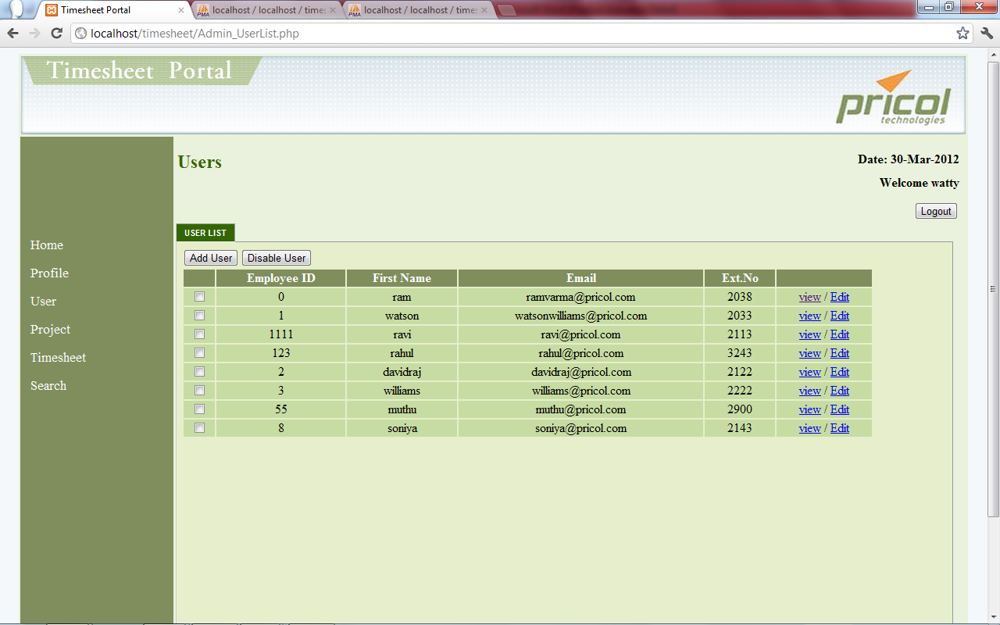 Timesheet Portal
PMA localhost / localhost / time
PMA localhost / localhost / time
localhost/timesheet/Admin_UserList.php
Timesheet Portal
pricol
technologies
Users
Date: 30-Mar-2012
Welcome watty
Logout
Home
Profile
User
Project
Timesheet
Search
USER LIST
Add User Disable User
Employee ID First Name Email Ext.No
0 ram ramvarma@pricol.com 2038 view / Edit
1 watson watsonwilliams@pricol.com 2033 view / Edit
1111 ravi ravi@pricol.com 2113 view / Edit
123 rahul rahul@pricol.com 3243 view / Edit
2 davidraj davidraj@pricol.com 2122 view / Edit
3 williams williams@pricol.com 2222 view / Edit
55 muthu muthu@pricol.com 2900 view / Edit
8 soniya soniya@pricol.com 2143 view / Edit